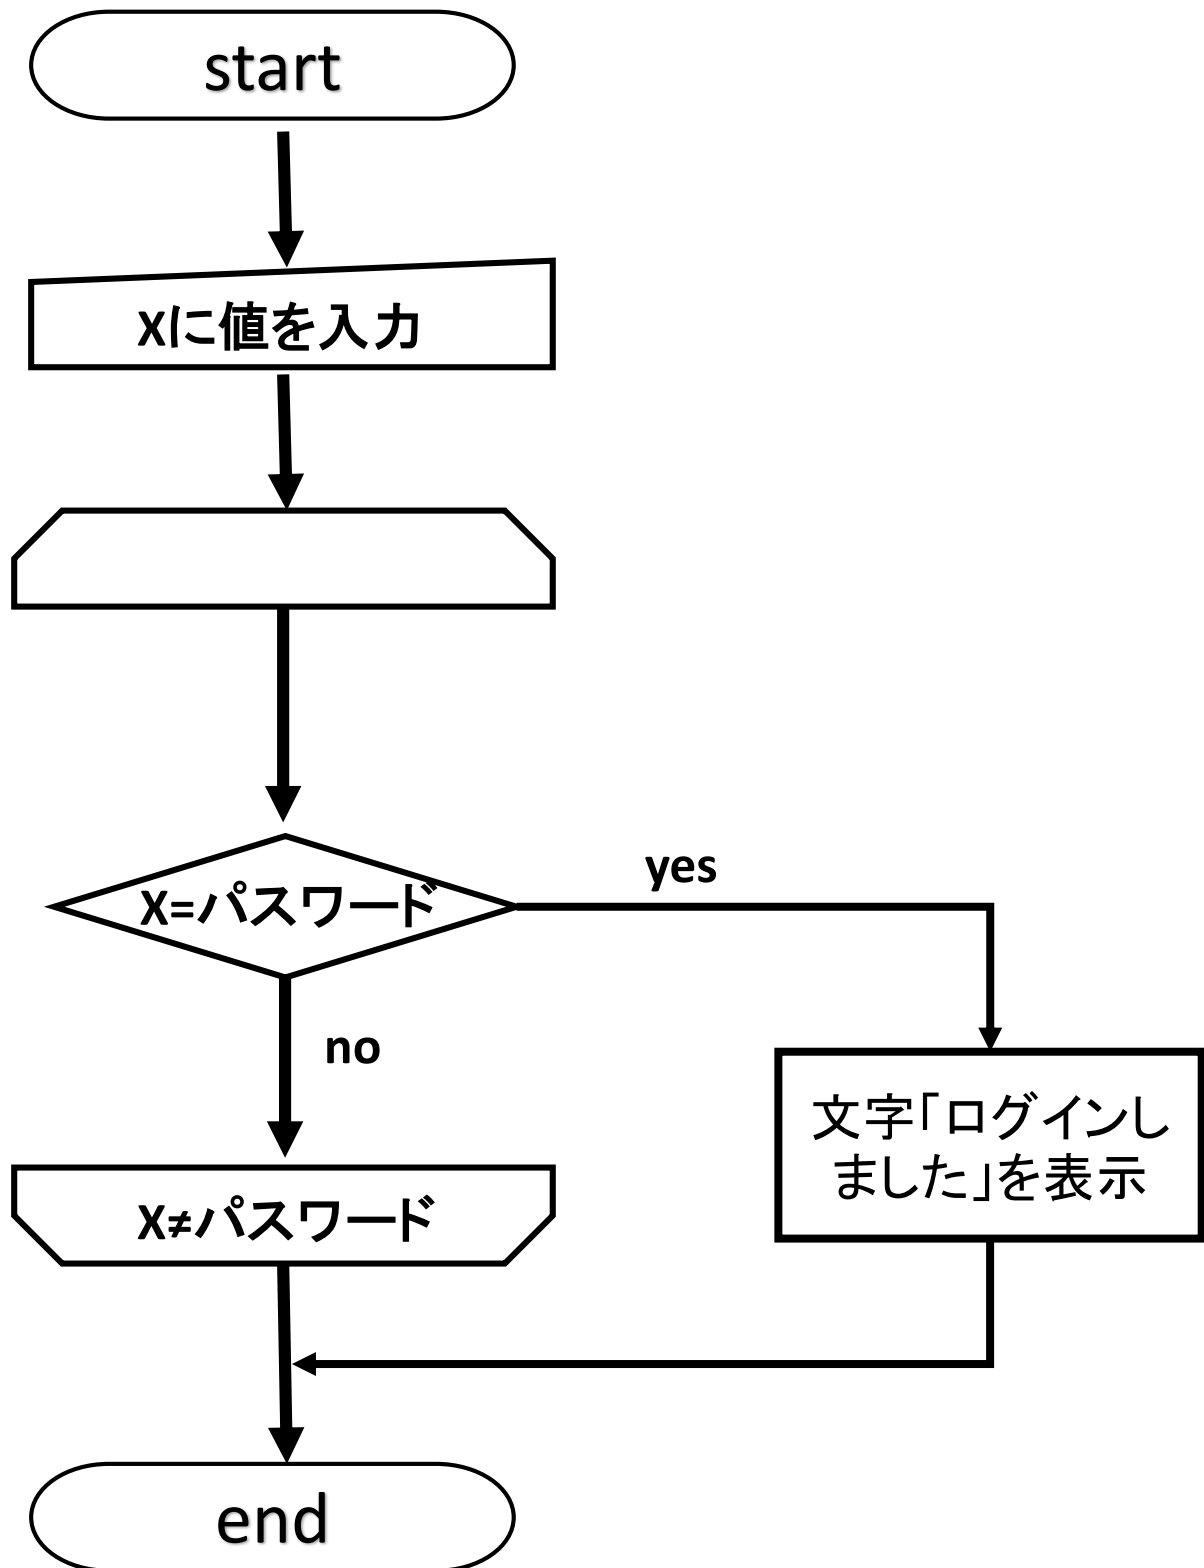 start
Xに値を入力
X=パスワード
yes
no
文字「ログインし
ました」を表示
X≠パスワード
end